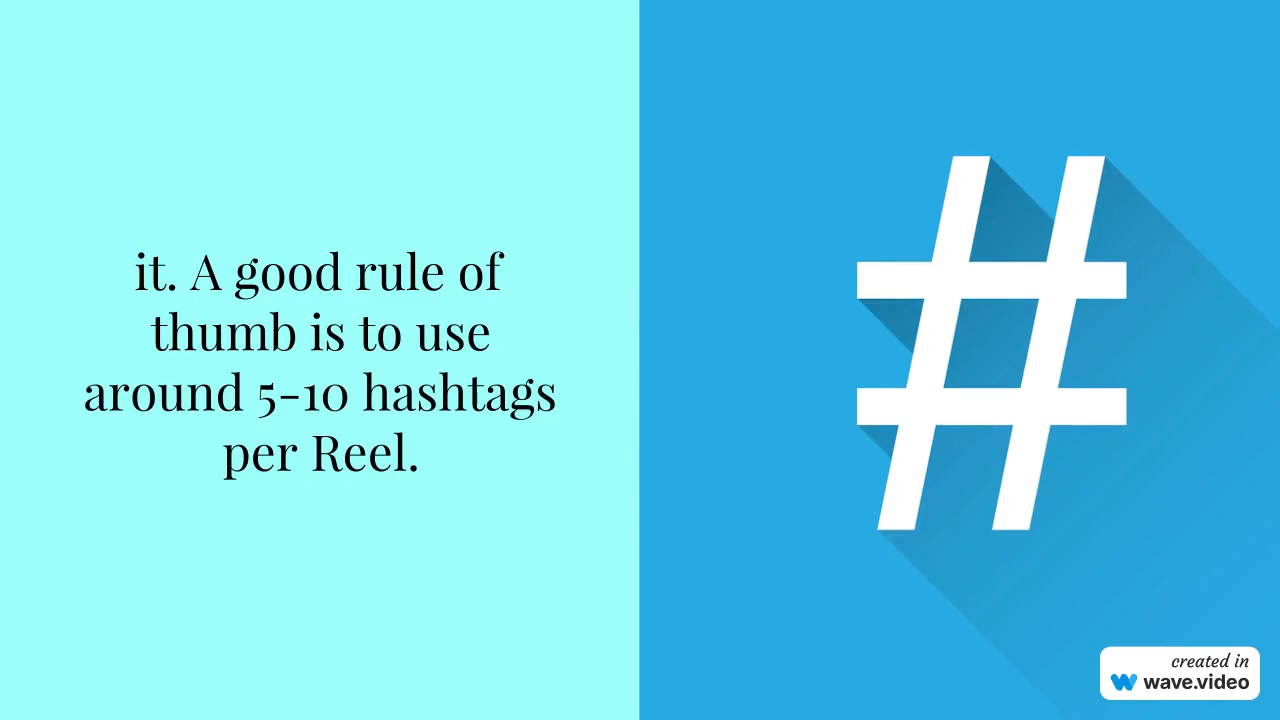 it. A good rule of
thumb is to use
around 5-10 hashtags
per Reel.
#
created in
wave.video